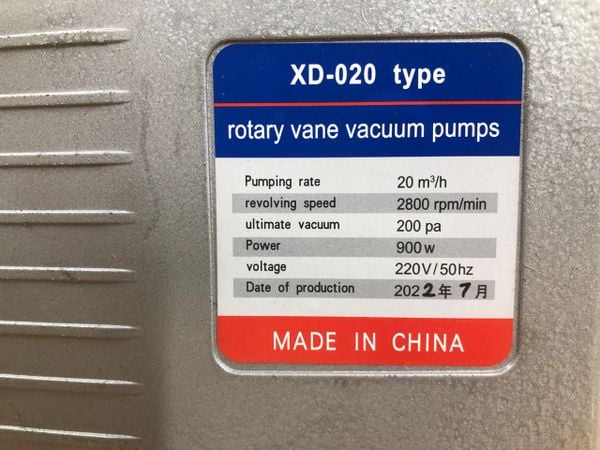 XD-020 type
rotary vane vacuum pumps
Pumping rate 20 m³/h
revolving speed 2800 rpm/min
ultimate vacuum 200 pa
Power 900 w
voltage 220V/50hz
Date of production 2022年7月
MADE IN CHINA